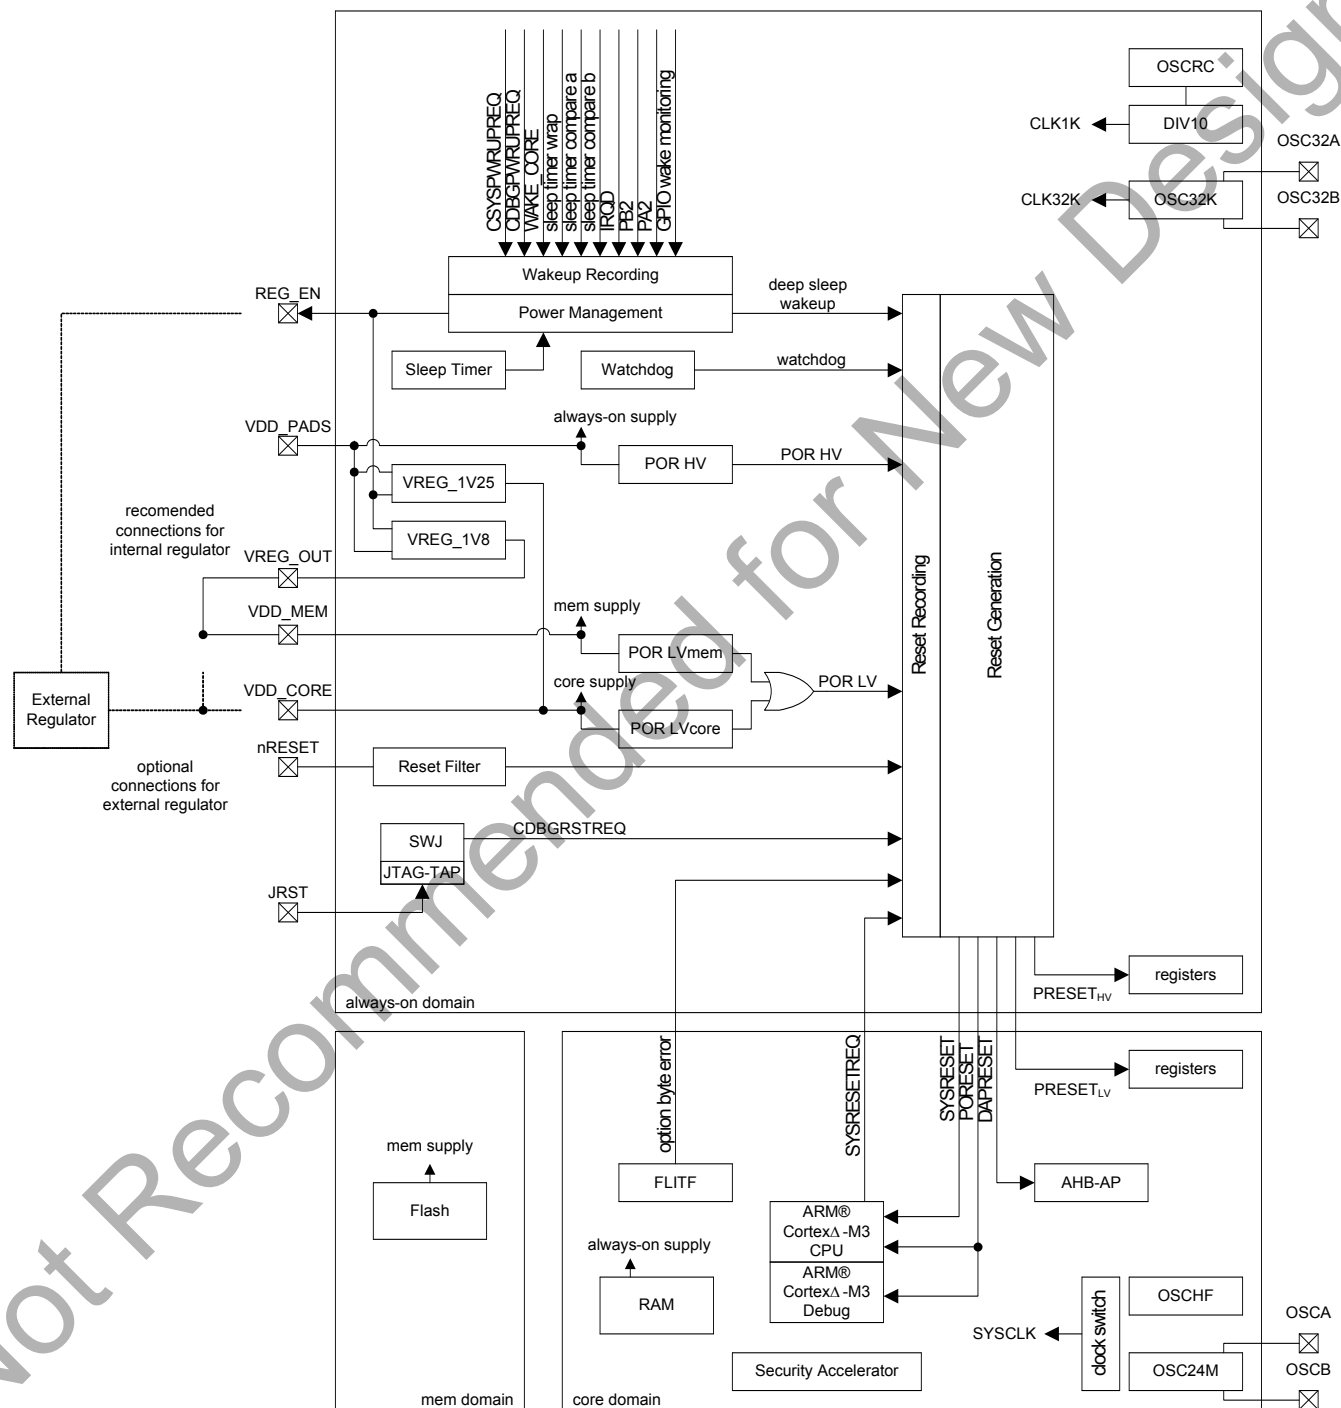 CSYSPWRUPREQ
CDBGPWRUPREQ
WAKE_CORE
sleep timer wrap
sleep timer compare a
sleep timer compare b
IRQD
PB2
PA2
GPIO wake monitoring
OSCRC
CLK1K
DIV10
OSC32A
CLK32K
OSC32K
OSC32B
Wakeup Recording
REG_EN
Power Management
deep sleep
wakeup
Sleep Timer
Watchdog
watchdog
VDD_PADS
always-on supply
POR HV
POR HV
VREG_1V25
recomended
connections for
internal regulator
VREG_1V8
VREG_OUT
Reset Recording
Reset Generation
VDD_MEM
mem supply
POR LVmem
External
Regulator
VDD_CORE
core supply
POR LV
POR LVcore
nRESET
Reset Filter
optional
connections for
external regulator
SWJ
CDBGRSTREQ
JTAG-TAP
JRST
registers
PRESETHV
always-on domain
option byte error
SYSRESETREQ
SYSRESET
PORESET
DAPRESET
registers
PRESETLV
mem supply
Flash
FLITF
AHB-AP
ARM®
Cortex∆ -M3
CPU
always-on supply
RAM
ARM®
Cortex∆ -M3
Debug
SYSCLK
clock switch
OSCHF
OSCA
Security Accelerator
OSC24M
OSCB
mem domain
core domain
Not Recommended for New Design